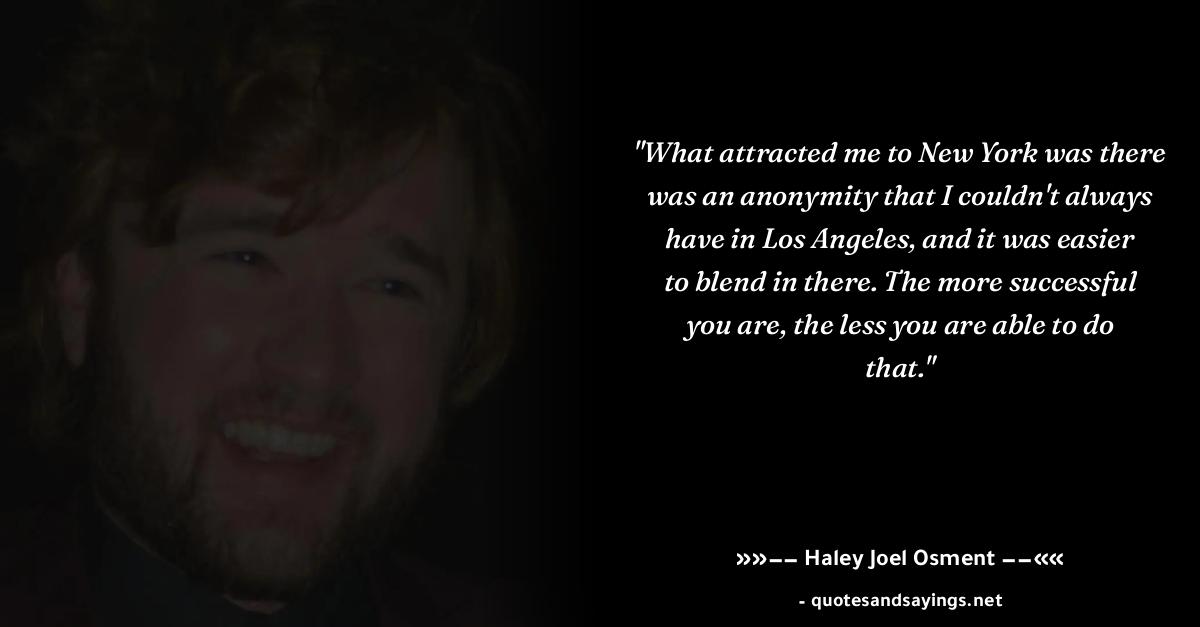 "What attracted me to New York was there
was an anonymity that I couldn't always
have in Los Angeles, and it was easier
to blend in there. The more successful
you are, the less you are able to do
that."
»»−− Haley Joel Osment −−««
- quotesandsayings.net